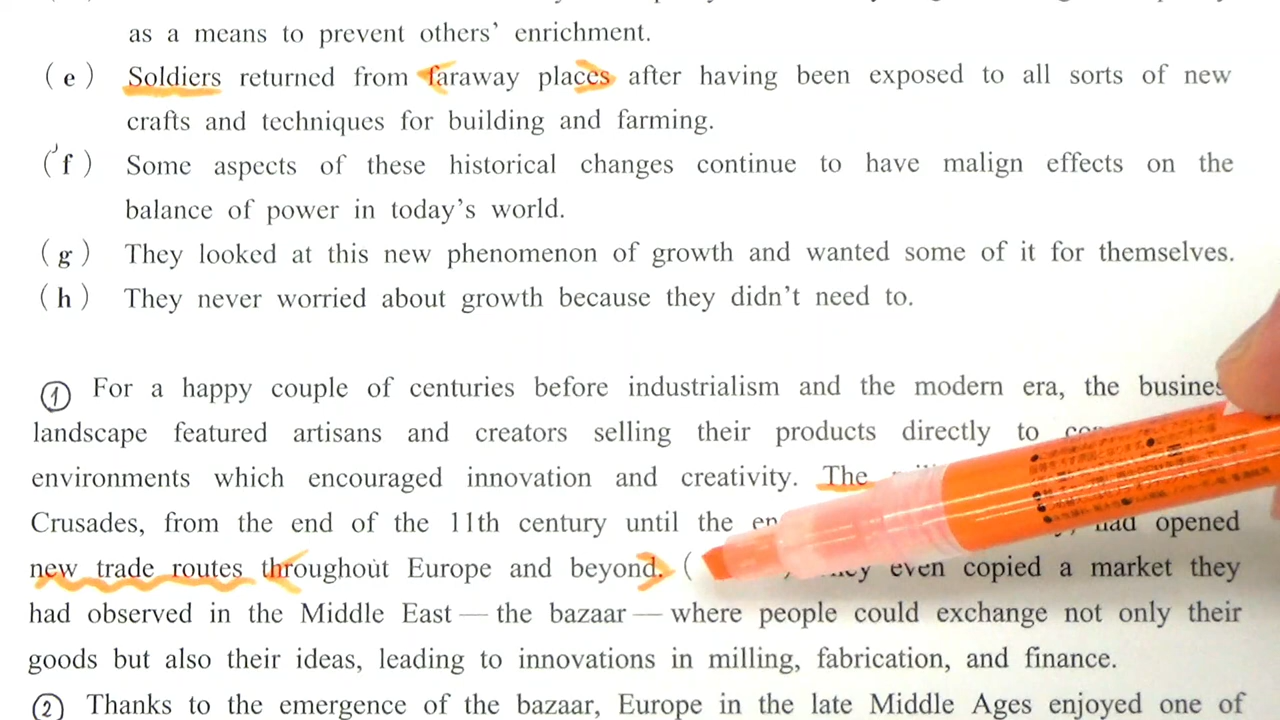 as a means to prevent others' enrichment.
(e) Soldiers returned from faraway places after having been exposed to all sorts of new
crafts and techniques for building and farming.
(f) Some aspects of these historical changes continue to have malign effects on the
balance of power in today's world.
(g) They looked at this new phenomenon of growth and wanted some of it for themselves.
(h) They never worried about growth because they didn't need to.
① For a happy couple of centuries before industrialism and the modern era, the
landscape featured artisans and creators selling their products directly to
environments which encouraged innovation and creativity. The
Crusades, from the end of the 11th century until the had opened
new trade routes throughout Europe and beyond. ( even copied a market they
had observed in the Middle East — the bazaar — where people could exchange not only their
goods but also their ideas, leading to innovations in milling, fabrication, and finance.
② Thanks to the emergence of the bazaar, Europe in the late Middle Ages enjoyed one of